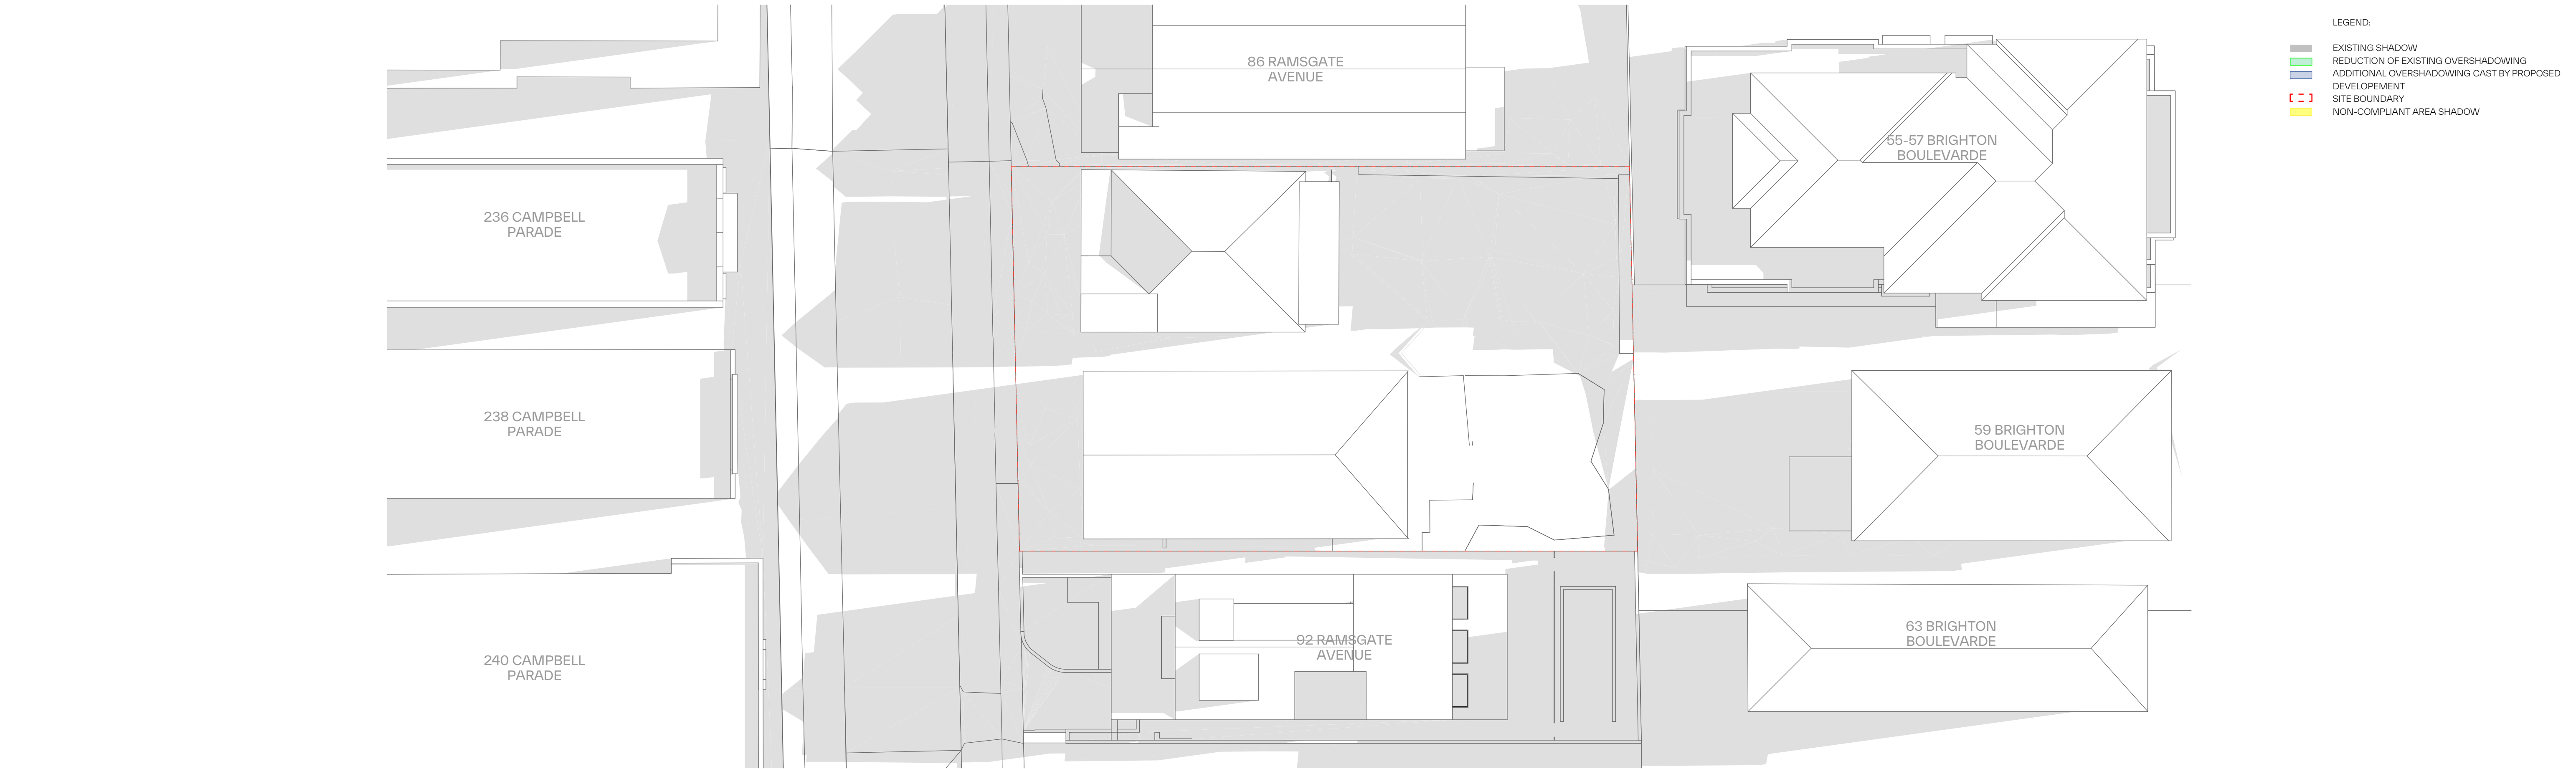 LEGEND:
EXISTING SHADOW
REDUCTION OF EXISTING OVERSHADOWING
ADDITIONAL OVERSHADOWING CAST BY PROPOSED
DEVELOPEMENT
SITE BOUNDARY
NON-COMPLIANT AREA SHADOW
86 RAMSGATE
AVENUE
55-57 BRIGHTON
BOULEVARDE
236 CAMPBELL
PARADE
238 CAMPBELL
PARADE
59 BRIGHTON
BOULEVARDE
240 CAMPBELL
PARADE
92 RAMSGATE
AVENUE
63 BRIGHTON
BOULEVARDE